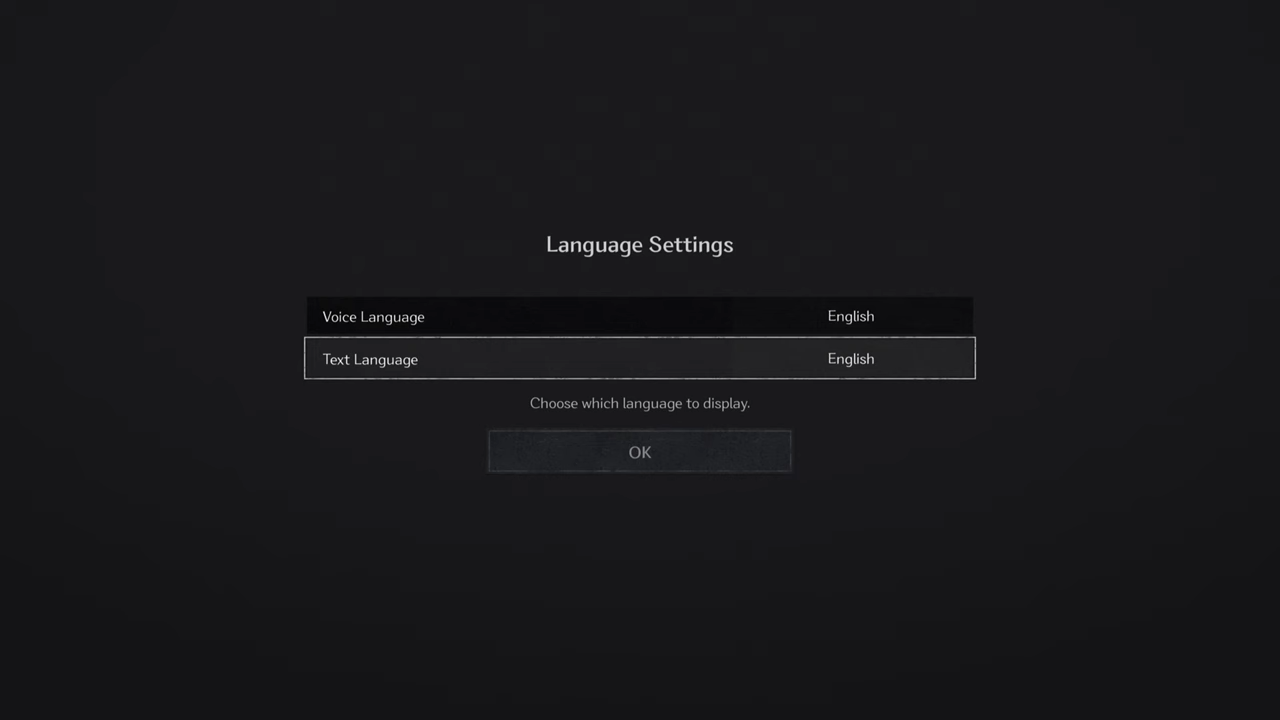 Language Settings
Voice Language English
Text Language English
Choose which language to display.
OK